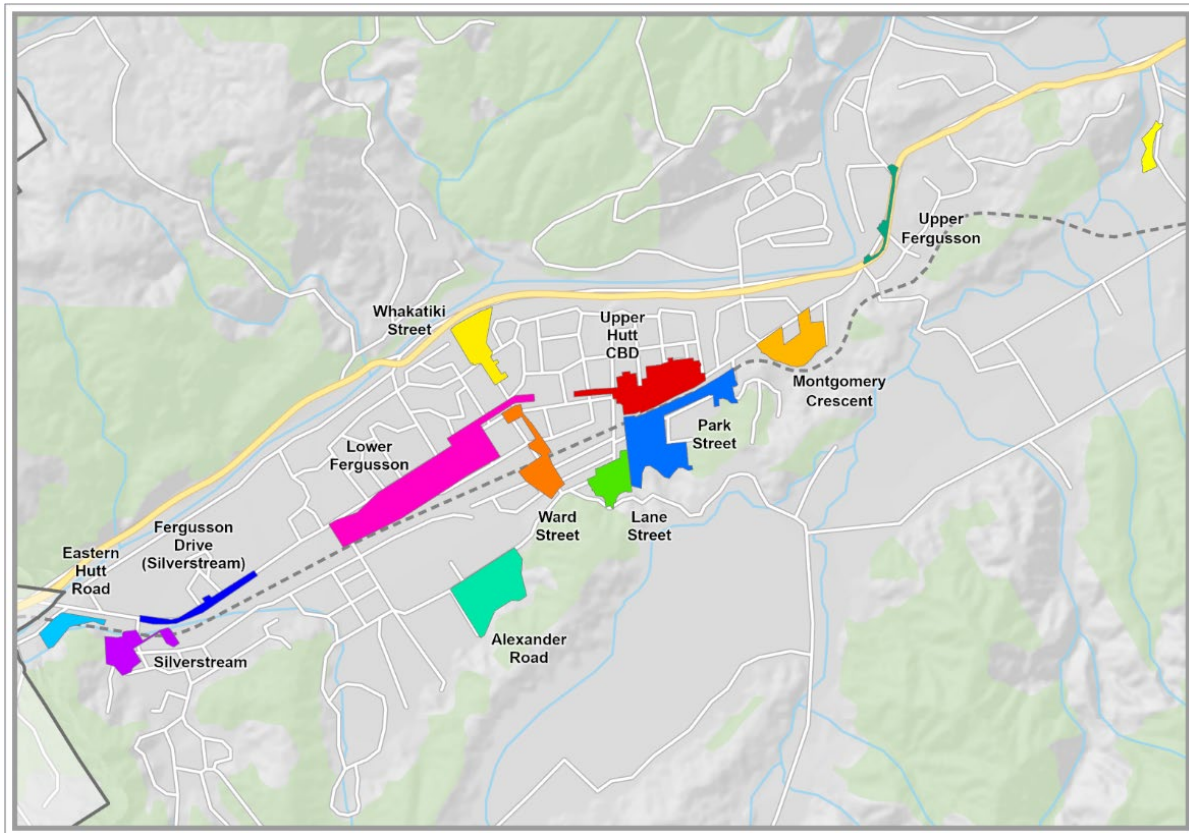 Upper
Fergusson
Whakatiki
Street
Upper
Hutt
CBD
Montgomery
Crescent
Park
Street
Lower
Fergusson
Ward
Street
Lane
Street
Fergusson
Drive
(Silverstream)
Eastern
Hutt
Road
Alexander
Road
Silverstream